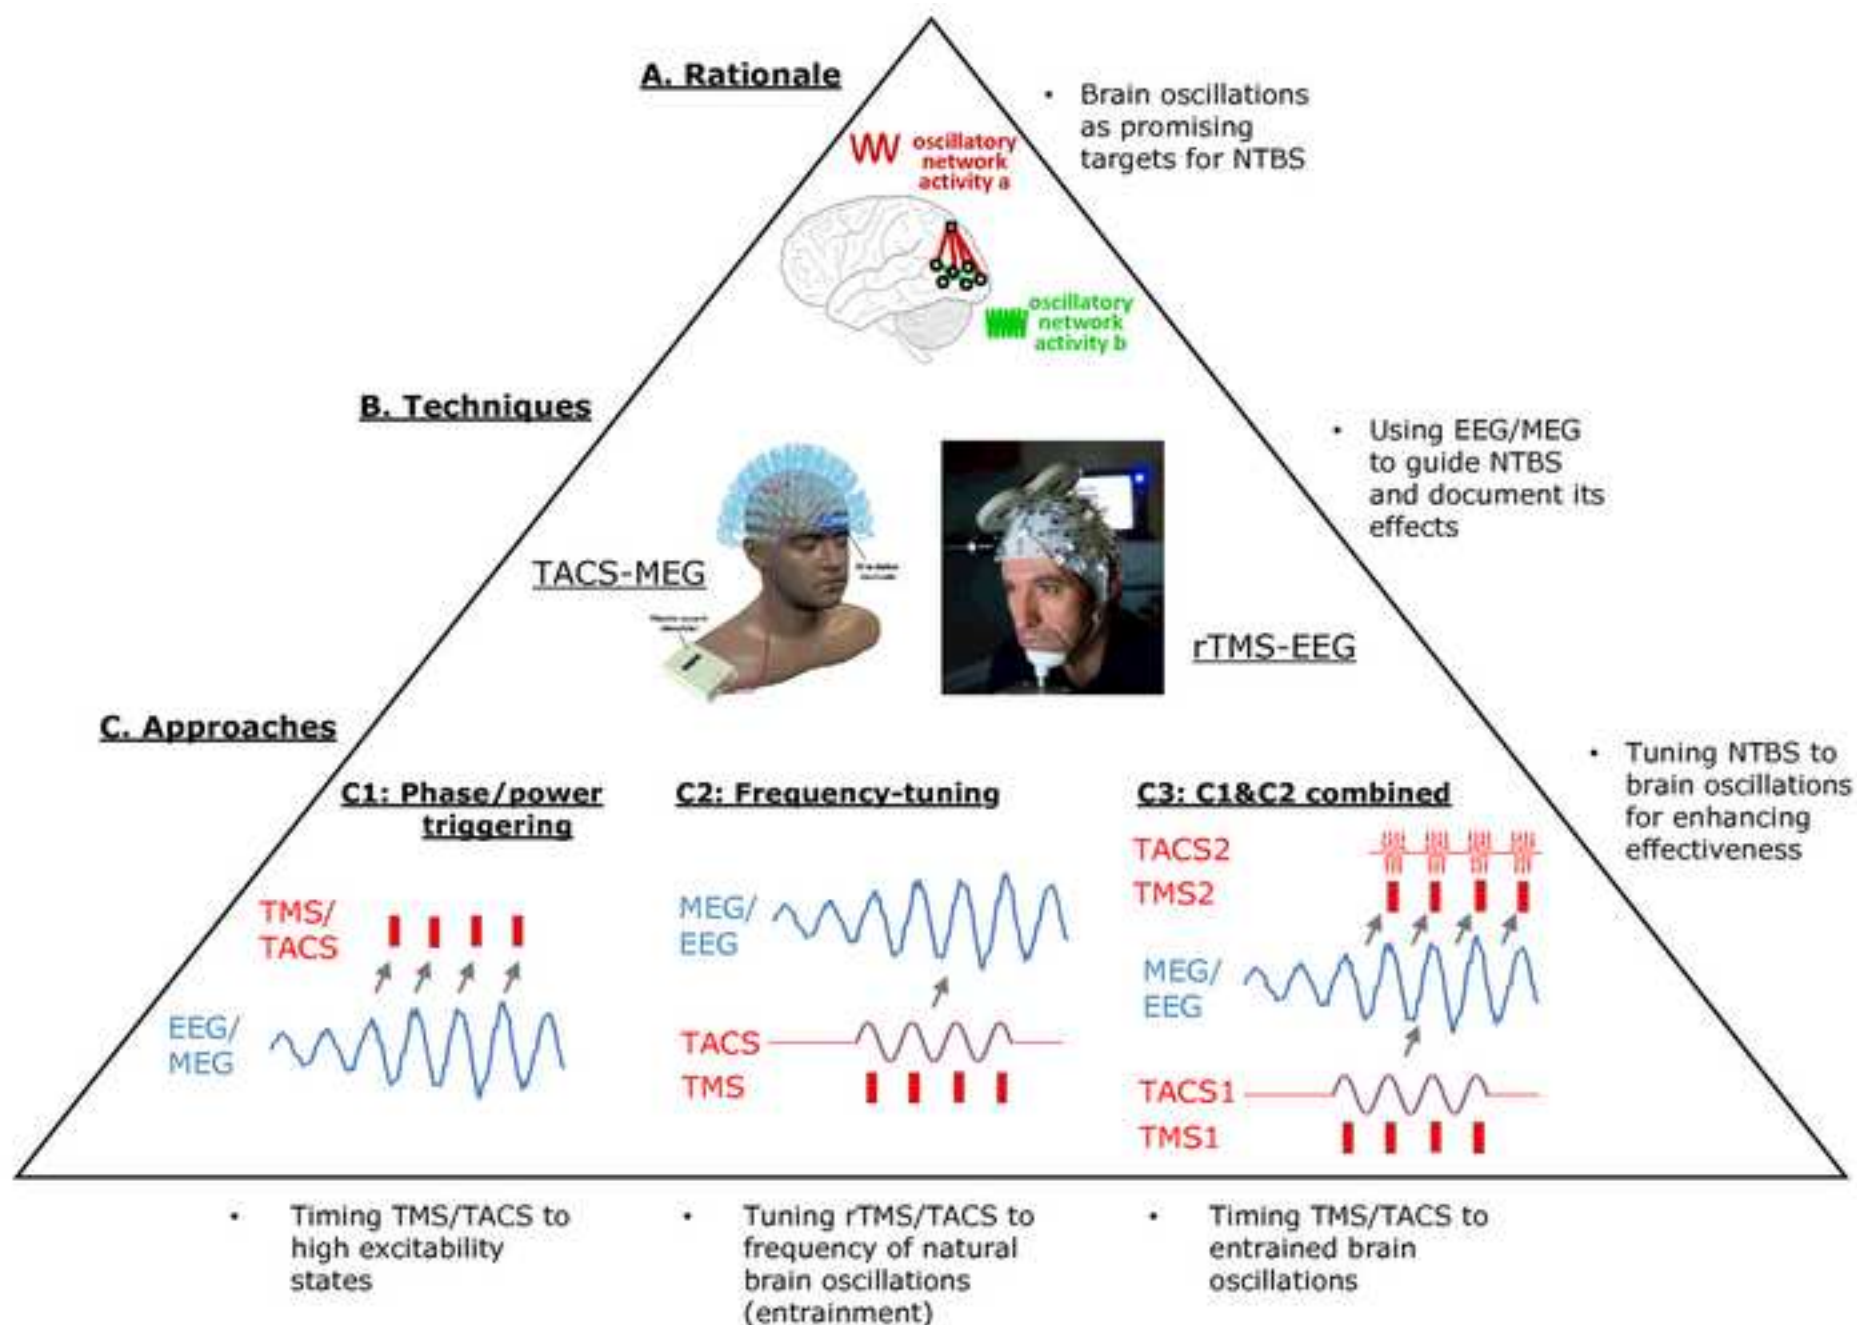 A. Rationale
• Brain oscillations
as promising
targets for NTBS
oscillatory
network
activity a
oscillatory
network
activity b
B. Techniques
• Using EEG/MEG
to guide NTBS
and document its
effects
TACS-MEG
rTMS-EEG
C. Approaches
• Tuning NTBS to
brain oscillations
for enhancing
effectiveness
C1: Phase/power
triggering
TMS/
TACS
EEG/
MEG
C2: Frequency-tuning
MEG/
EEG
TACS
TMS
C3: C1&C2 combined
TACS2
TMS2
MEG/
EEG
TACS1
TMS1
• Timing TMS/TACS to
high excitability
states
• Tuning rTMS/TACS to
frequency of natural
brain oscillations
(entrainment)
• Timing TMS/TACS to
entrained brain
oscillations